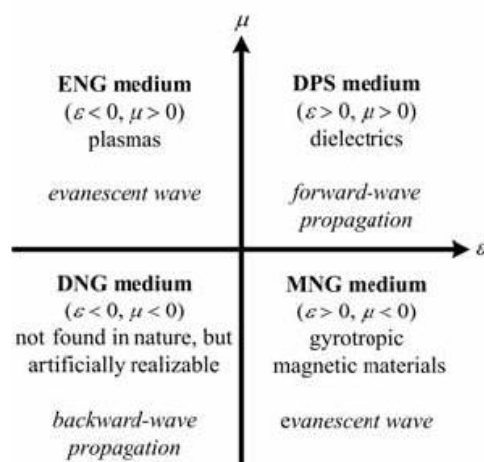 μ
ENG medium
(ε < 0, μ > 0)
plasmas
evanescent wave
DPS medium
(ε > 0, μ > 0)
dielectrics
forward-wave
propagation
ε
DNG medium
(ε < 0, μ < 0)
not found in nature, but
artificially realizable
backward-wave
propagation
MNG medium
(ε > 0, μ < 0)
gyrotropic
magnetic materials
evanescent wave